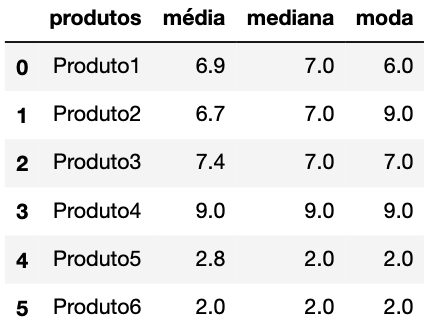 produtos média mediana moda
0 Produto1 6.9 7.0 6.0
1 Produto2 6.7 7.0 9.0
2 Produto3 7.4 7.0 7.0
3 Produto4 9.0 9.0 9.0
4 Produto5 2.8 2.0 2.0
5 Produto6 2.0 2.0 2.0